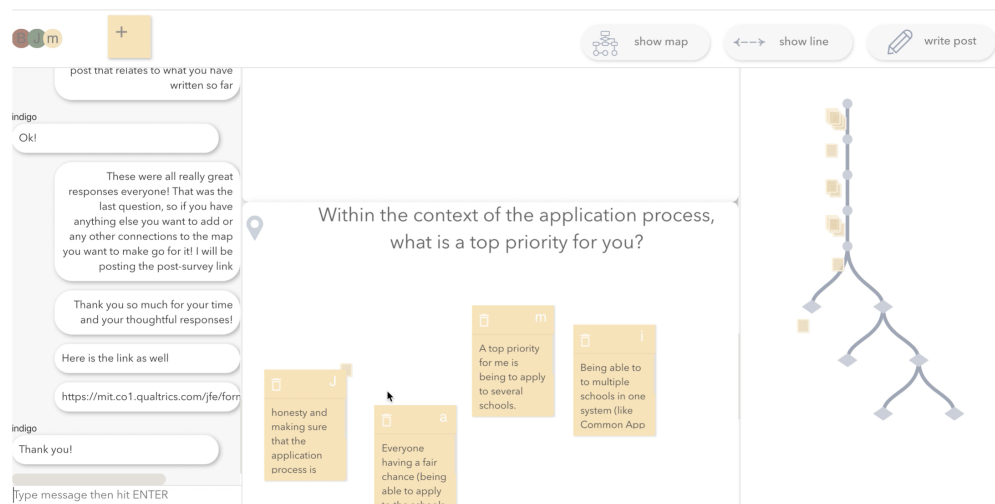 B J m
+
show map
show line
write post
post that relates to what you have
written so far
indigo
Ok!
These were all really great
responses everyone! That was the
last question, so if you have
anything else you want to add or
any other connections to the map
you want to make go for it! I will be
posting the post-survey link
Thank you so much for your time
and your thoughtful responses!
Here is the link as well
https://mit.co1.qualtrics.com/jfe/form
indigo
Thank you!
Type message then hit ENTER
Within the context of the application process,
what is a top priority for you?
J
honesty and
making sure
that the
application
process is
a
Everyone
having a fair
chance (being
able to apply
to the schools
m
A top priority
for me is
being to apply
to several
schools.
i
Being able to
to multiple
schools in one
system (like
Common App